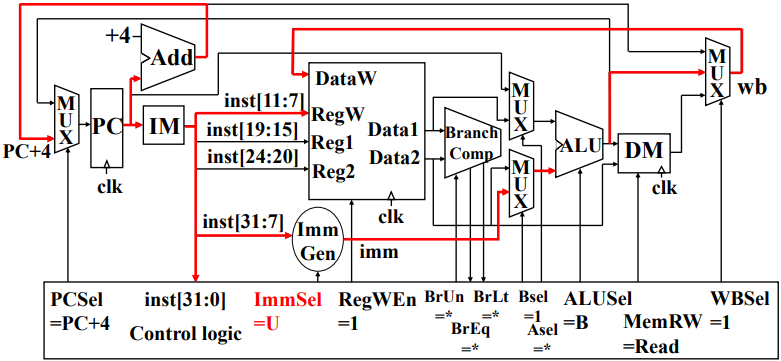 +4
Add
MUX
PC+4
PC
clk
IM
inst[11:7]
inst[19:15]
inst[24:20]
inst[31:7]
DataW
RegW
Reg1
Reg2
Data1
Data2
clk
Imm
Gen
imm
Branch
Comp
MUX
MUX
ALU
DM
clk
MUX
wb
PCSel
=PC+4
inst[31:0]
Control logic
ImmSel
=U
RegWEn
=1
BrUn
=*
BrEq
=*
BrLt
=*
Bsel
=1
Asel
=*
ALUSel
=B
MemRW
=Read
WBSel
=1